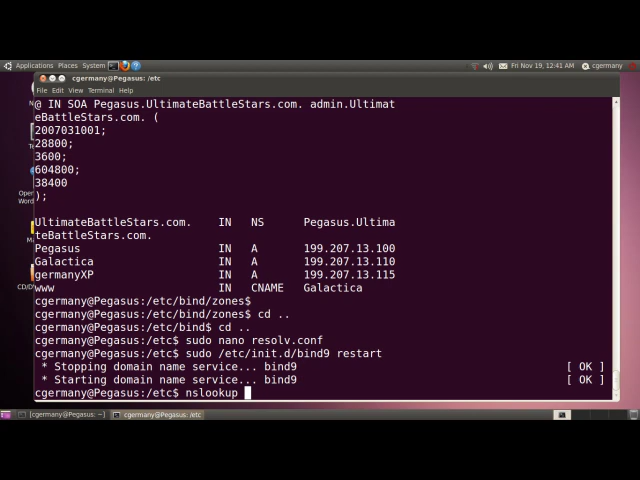 Applications Places System Fri Nov 19, 12:41 AM cgermany
cgermany@Pegasus: /etc
File Edit View Terminal Help
@ IN SOA Pegasus.UltimateBattleStars.com. admin.Ultimat
eBattleStars.com. (
2007031001;
28800;
3600;
604800;
38400
);
UltimateBattleStars.com. IN NS Pegasus.Ultima
teBattleStars.com.
Pegasus IN A 199.207.13.100
Galactica IN A 199.207.13.110
germanyXP IN A 199.207.13.115
www IN CNAME Galactica
cgermany@Pegasus:/etc/bind/zones$
cgermany@Pegasus:/etc/bind/zones$ cd ..
cgermany@Pegasus:/etc/bind$ cd ..
cgermany@Pegasus:/etc$ sudo nano resolv.conf
cgermany@Pegasus:/etc$ sudo /etc/init.d/bind9 restart
* Stopping domain name service... bind9 [ OK ]
* Starting domain name service... bind9 [ OK ]
cgermany@Pegasus:/etc$ nslookup
[cgermany@Pegasus: ~] cgermany@Pegasus: /etc